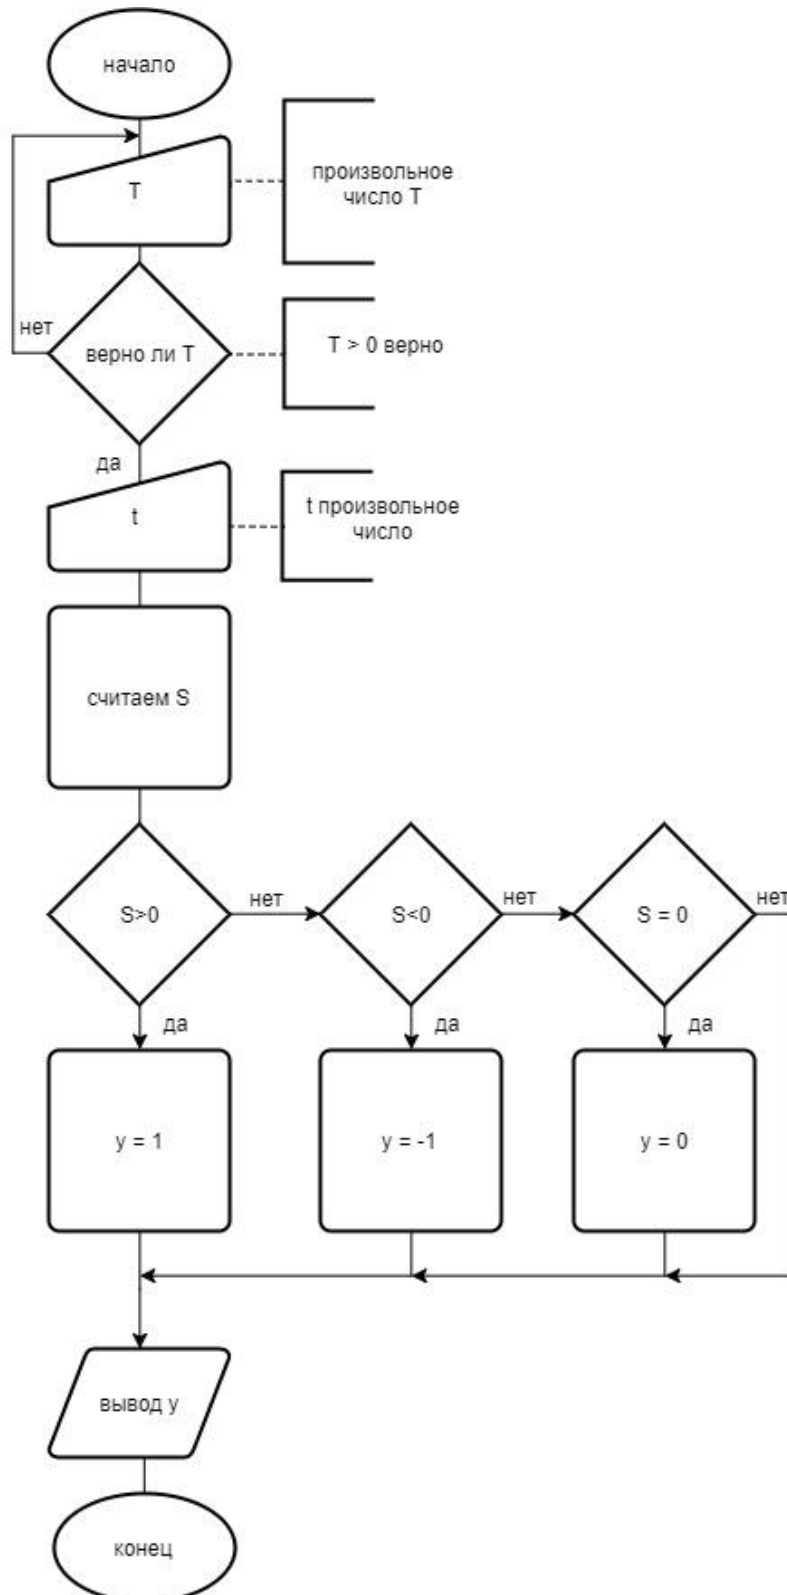 начало
T
произвольное
число T
нет
верно ли T
T > 0 верно
да
t
t произвольное
число
считаем S
S>0
нет
S<0
нет
S = 0
нет
да
да
да
y = 1
y = -1
y = 0
вывод y
конец